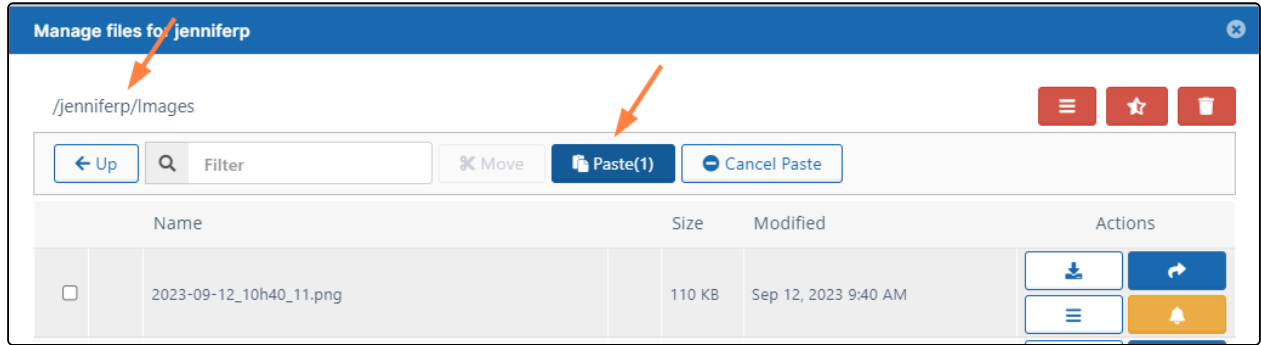 Manage files for jenniferp
/jenniferp/Images
Up Filter Move Paste(1) Cancel Paste
Name Size Modified Actions
2023-09-12_10h40_11.png 110 KB Sep 12, 2023 9:40 AM